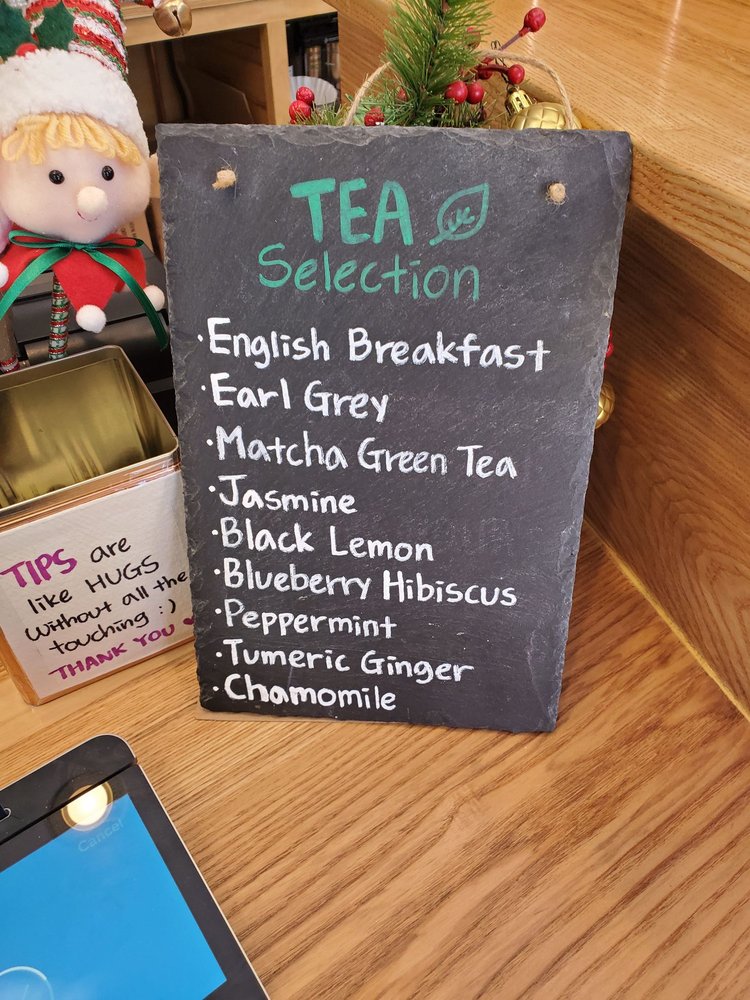 TEA
Selection
·English Breakfast
·Earl Grey
·Matcha Green Tea
·Jasmine
·Black Lemon
·Blueberry Hibiscus
·Peppermint
·Tumeric Ginger
·Chamomile
TIPS are
like HUGS
without all the
touching :)
THANK YOU
Cancel